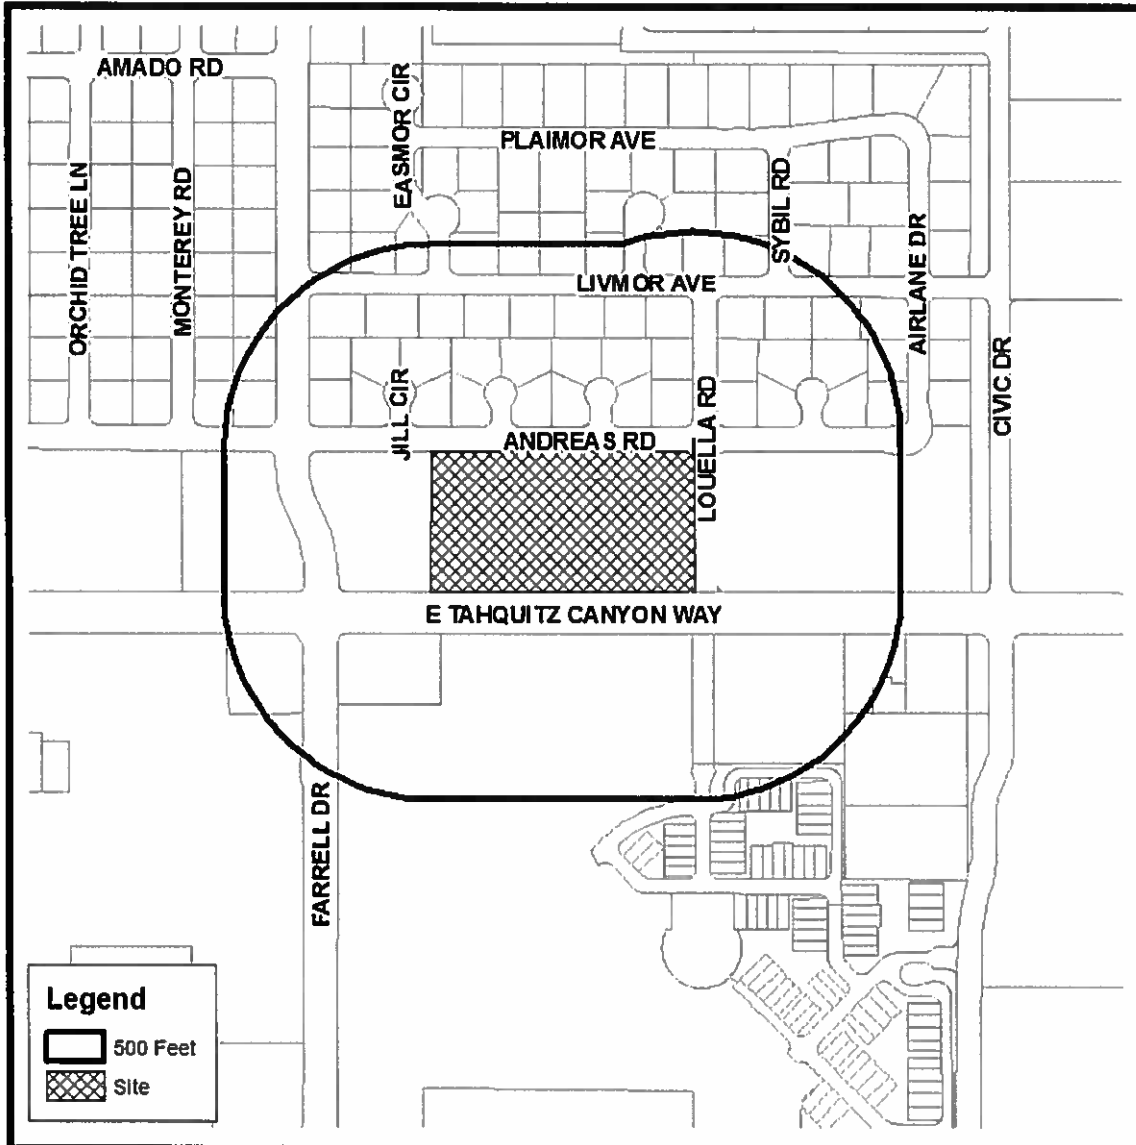 AMADO RD
EASMOR CIR
PLAIMOR AVE
ORCHID TREE LN
MONTEREY RD
SYBIL RD
AIRLANE DR
LIVMOR AVE
CIVIC DR
JILL CIR
LOUELLA RD
ANDREAS RD
E TAHQUITZ CANYON WAY
FARRELL DR
Legend
500 Feet
Site